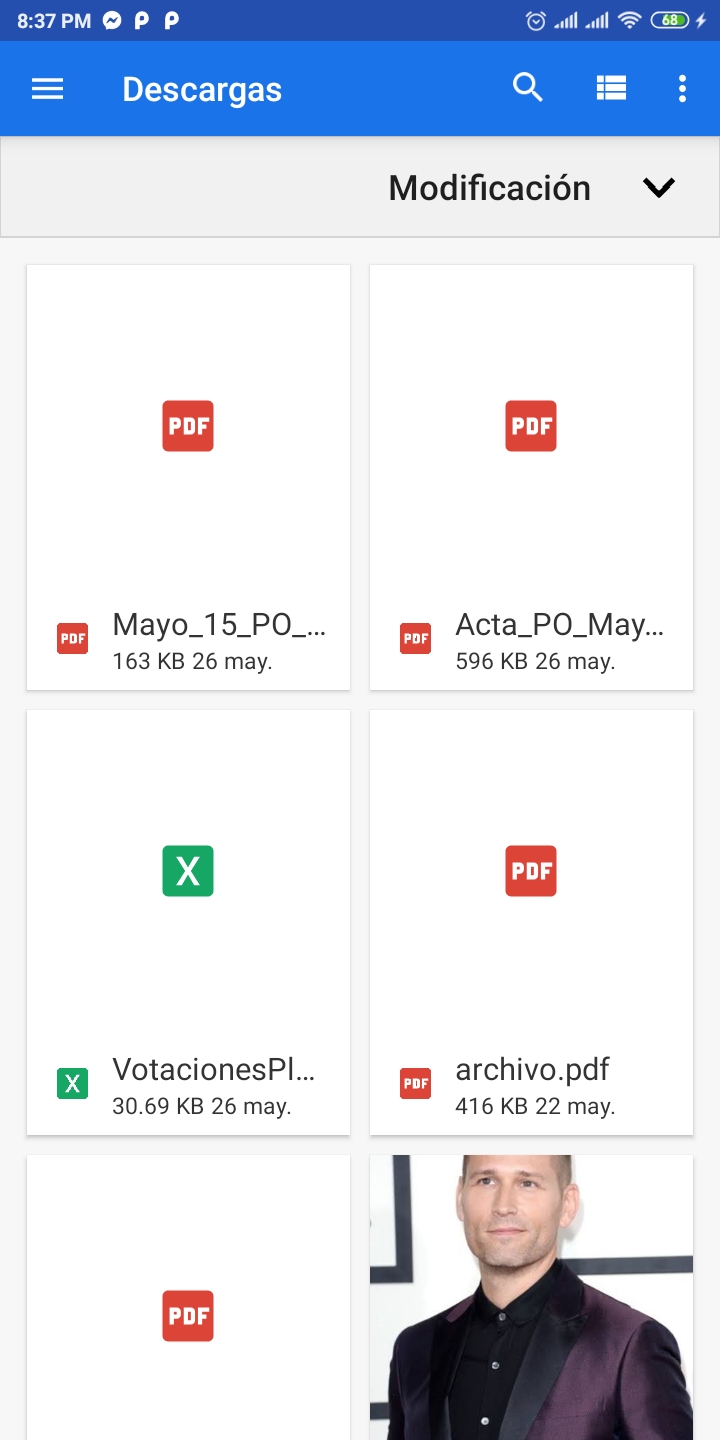 8:37 PM
68
Descargas
Modificación
PDF
PDF
PDF
Mayo_15_PO_...
163 KB 26 may.
PDF
Acta_PO_May...
596 KB 26 may.
X
PDF
X
VotacionesPl...
30.69 KB 26 may.
PDF
archivo.pdf
416 KB 22 may.
PDF